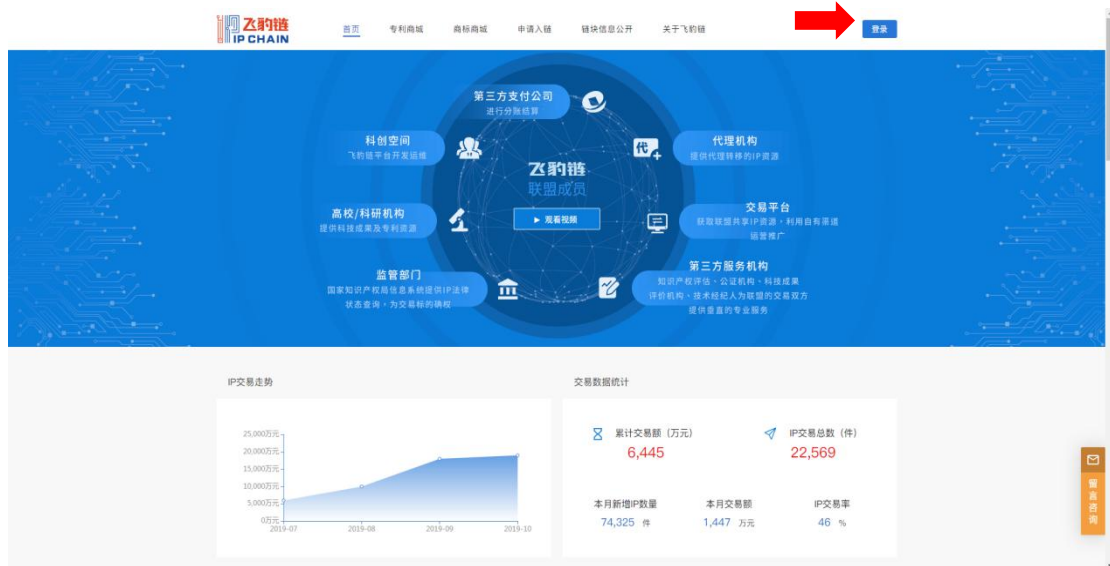 飞豹链
IP CHAIN
首页 专利商城 商标商城 申请入链 链块信息公开 关于飞豹链
登录
第三方支付公司
进行分账结算
科创空间
飞豹链平台开发运维
代理机构
提供代理转移的IP资源
飞豹链
联盟成员
观看视频
高校/科研机构
提供科技成果及专利资源
交易平台
获取联盟共享IP资源，利用自有渠道
运营推广
监管部门
国家知识产权局信息系统提供IP法律
状态查询，为交易标的确权
第三方服务机构
知识产权评估、公证机构、科技成果
评价机构、技术经纪人为联盟的交易双方
提供垂直的专业服务
代
IP交易走势
25,000万元
20,000万元
15,000万元
10,000万元
5,000万元
0万元
2019-07 2019-08 2019-09 2019-10
交易数据统计
累计交易额（万元） IP交易总数（件）
6,445 22,569
本月新增IP数量 本月交易额 IP交易率
74,325 件 1,447 万元 46 %
留言咨询